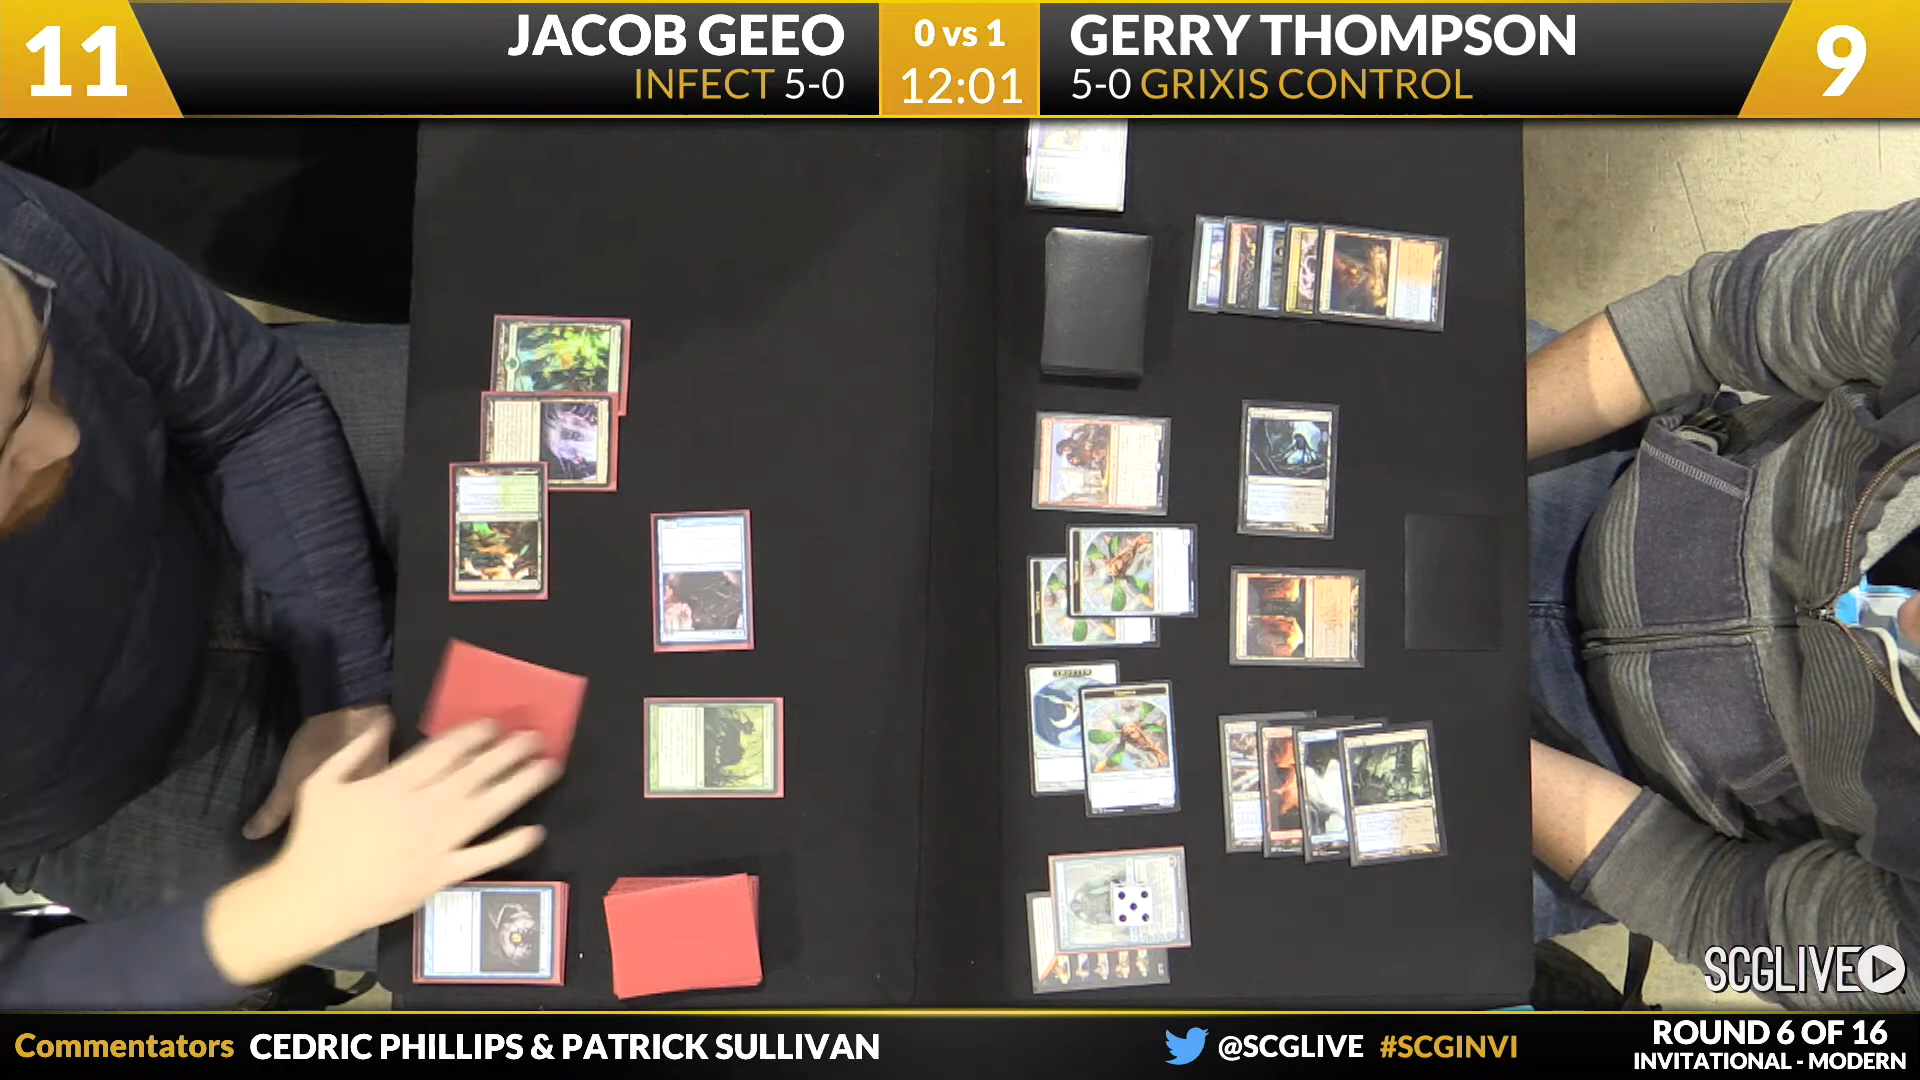 11
JACOB GEEO
INFECT 5-0
0 vs 1
12:01
GERRY THOMPSON
5-0 GRIXIS CONTROL
9
SCGLIVE
Commentators CEDRIC PHILLIPS & PATRICK SULLIVAN
@SCGLIVE #SCGINVI
ROUND 6 OF 16
INVITATIONAL - MODERN